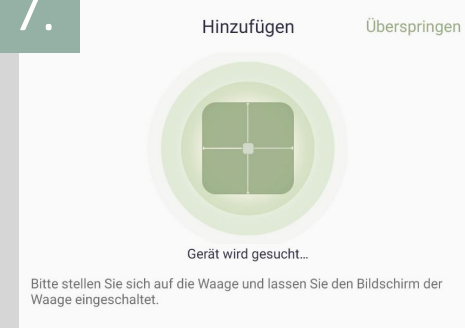 7.
Hinzufügen
Überspringen
Gerät wird gesucht...
Bitte stellen Sie sich auf die Waage und lassen Sie den Bildschirm der
Waage eingeschaltet.